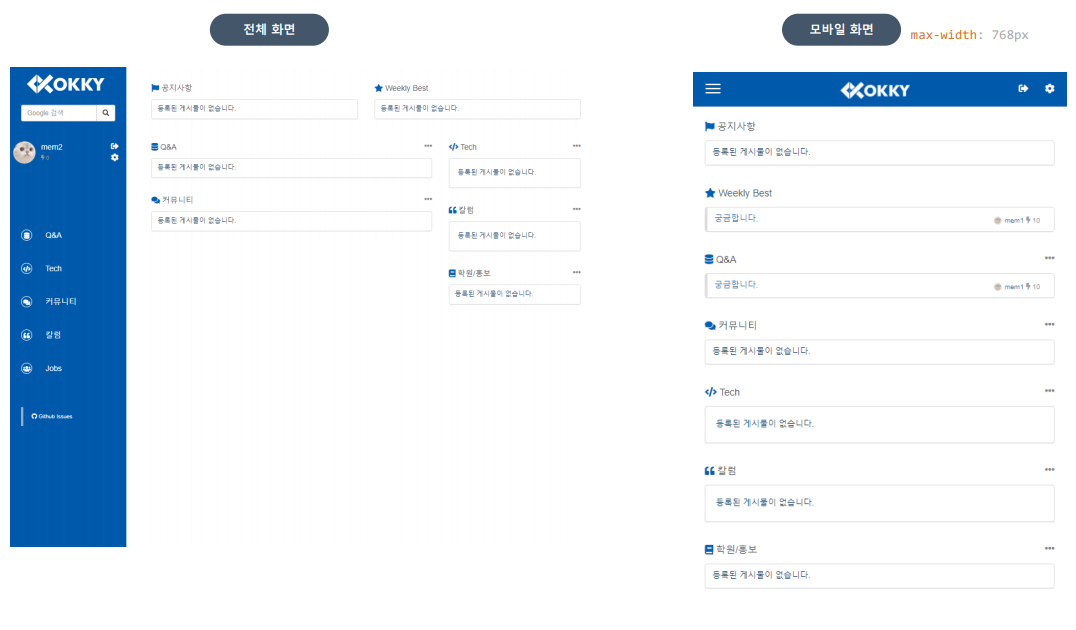 전체 화면
모바일 화면
max-width: 768px
OKKY
Google 검색
mem2
0
Q&A
Tech
커뮤니티
칼럼
Jobs
Github Issues
공지사항
등록된 게시물이 없습니다.
Weekly Best
등록된 게시물이 없습니다.
Q&A
등록된 게시물이 없습니다.
커뮤니티
등록된 게시물이 없습니다.
Tech
등록된 게시물이 없습니다.
칼럼
등록된 게시물이 없습니다.
학원/홍보
등록된 게시물이 없습니다.
OKKY
공지사항
등록된 게시물이 없습니다.
Weekly Best
궁금합니다. mem1 10
Q&A
궁금합니다. mem1 10
커뮤니티
등록된 게시물이 없습니다.
Tech
등록된 게시물이 없습니다.
칼럼
등록된 게시물이 없습니다.
학원/홍보
등록된 게시물이 없습니다.